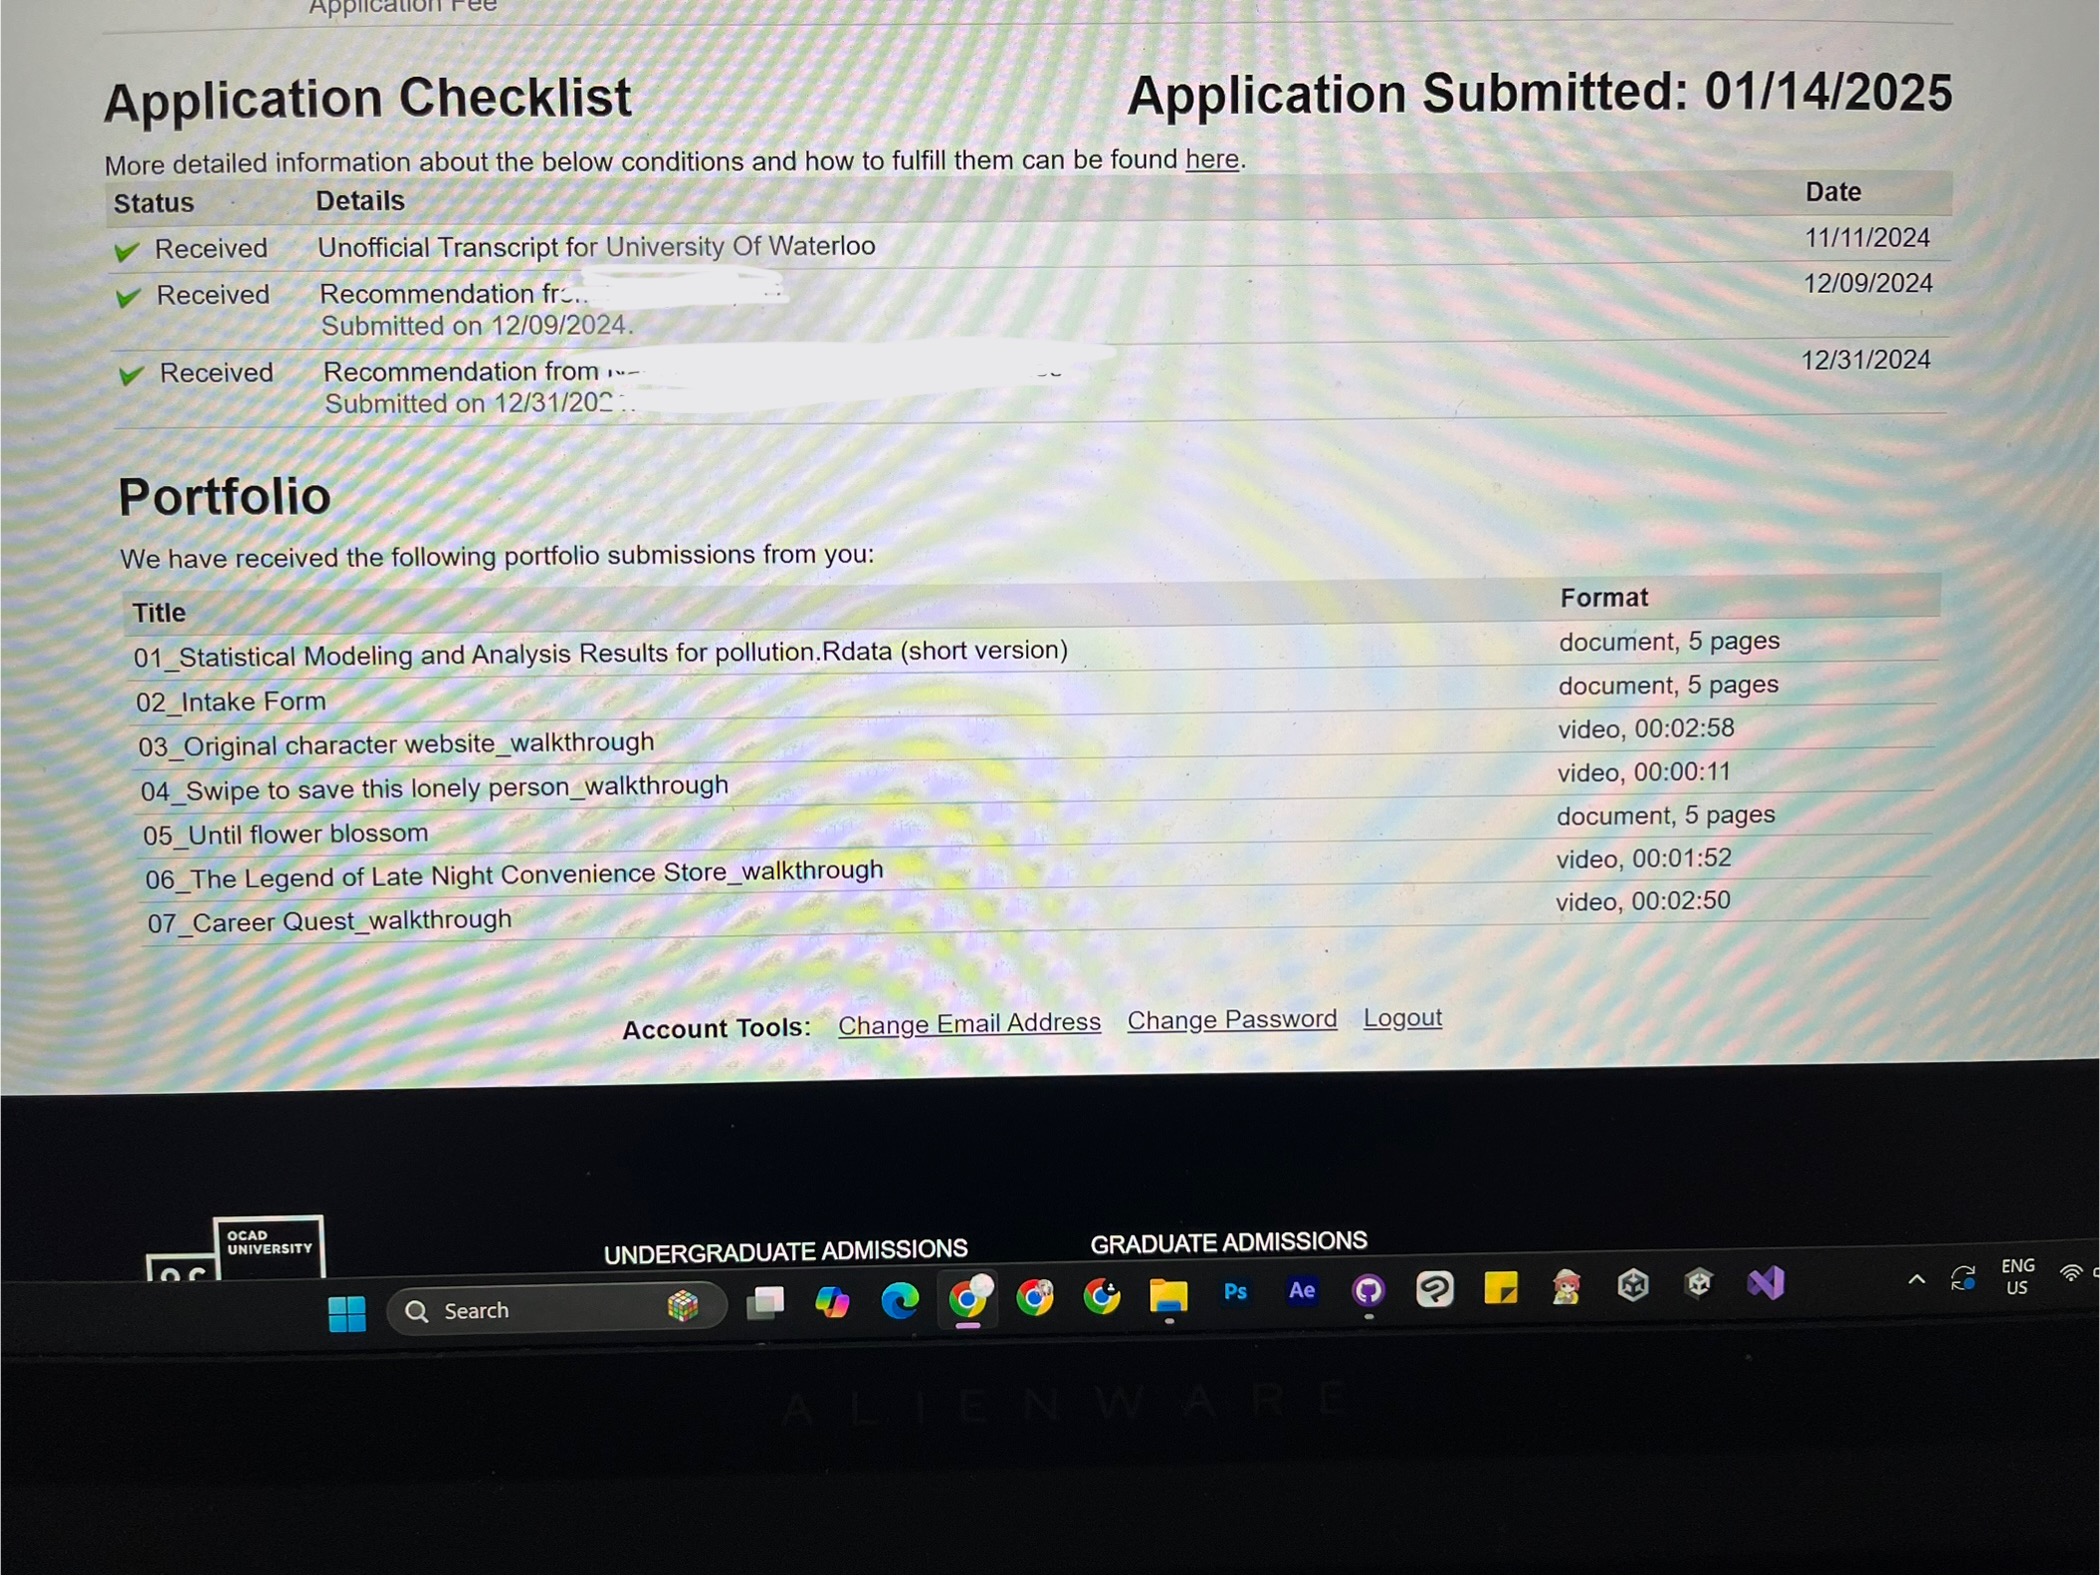 Application Fee
Application Checklist
Application Submitted: 01/14/2025
More detailed information about the below conditions and how to fulfill them can be found here.
Status Details Date
Received Unofficial Transcript for University Of Waterloo 11/11/2024
Received Recommendation 12/09/2024
Submitted on 12/09/2024.
Received Recommendation from 12/31/2024
Submitted on
Portfolio
We have received the following portfolio submissions from you:
Title Format
01_Statistical Modeling and Analysis Results for pollution.Rdata (short version) document, 5 pages
02_Intake Form document, 5 pages
03_Original character website_walkthrough video, 00:02:58
04_Swipe to save this lonely person_walkthrough video, 00:00:11
05_Until flower blossom document, 5 pages
06_The Legend of Late Night Convenience Store_walkthrough video, 00:01:52
07_Career Quest_walkthrough video, 00:02:50
Account Tools: Change Email Address Change Password Logout
OCAD
UNIVERSITY
UNDERGRADUATE ADMISSIONS GRADUATE ADMISSIONS
Search
Ps
Ae
ENG
US
ALIENWARE